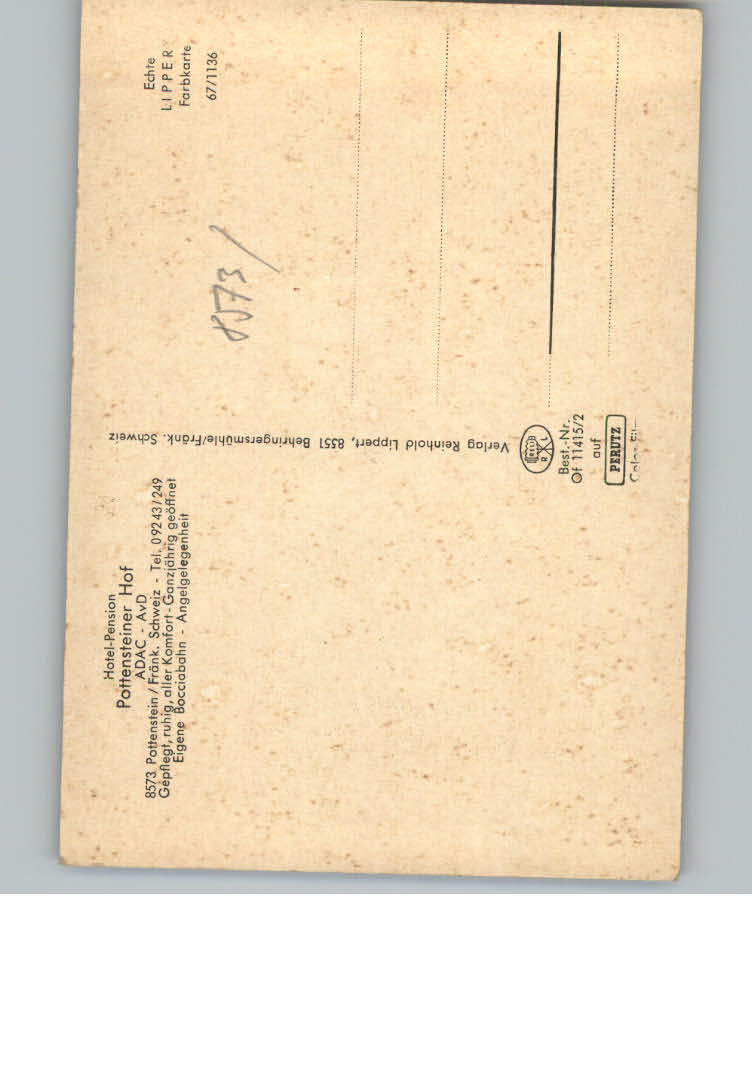 Hotel-Pension
Pottensteiner Hof
ADAC - AvD
8573 Pottenstein / Fränk. Schweiz - Tel. 09243/249
Gepflegt, ruhig, aller Komfort - Ganzjährig geöffnet
Eigene Bocciabahn - Angelgelegenheit
Verlag Reinhold Lippert, 8551 Behringersmühle/Fränk. Schweiz
R L
Best.-Nr.
Of 11415/2
auf
PERUTZ
Echte
LIPPER
Farbkarte
67/1136
8573/